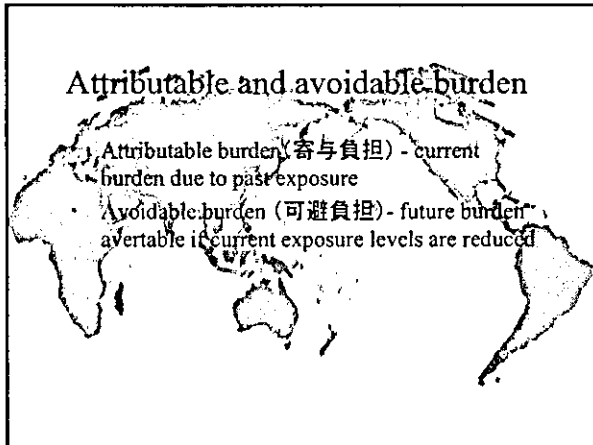 Attributable and avoidable burden
Attributable burden (寄与負担) - current
burden due to past exposure
Avoidable burden (可避負担) - future burden
avertable if current exposure levels are reduced